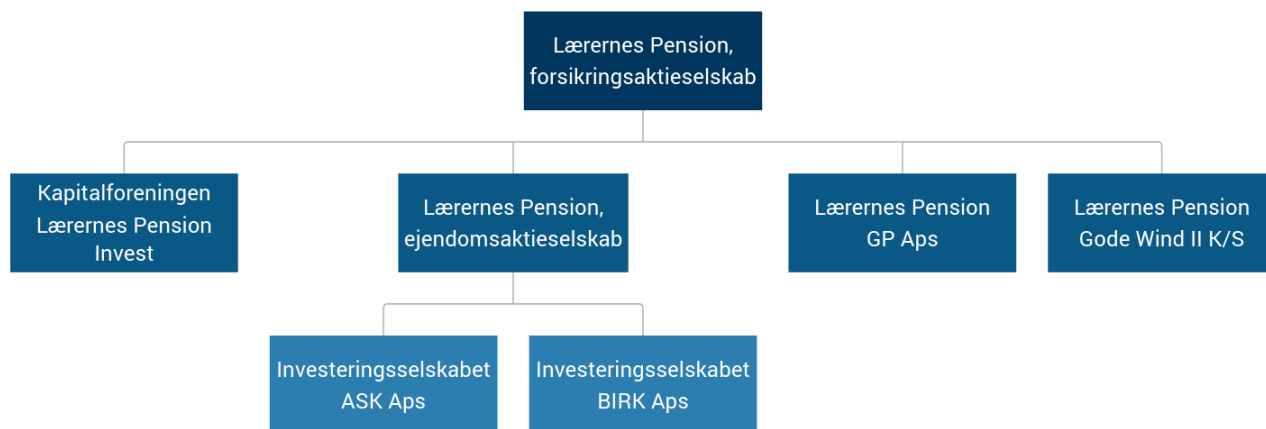 Lærernes Pension,
forsikringsaktieselskab
Kapitalforeningen
Lærernes Pension
Invest
Lærernes Pension,
ejendomsaktieselskab
Lærernes Pension
GP Aps
Lærernes Pension
Gode Wind II K/S
Investeringsselskabet
ASK Aps
Investeringsselskabet
BIRK Aps